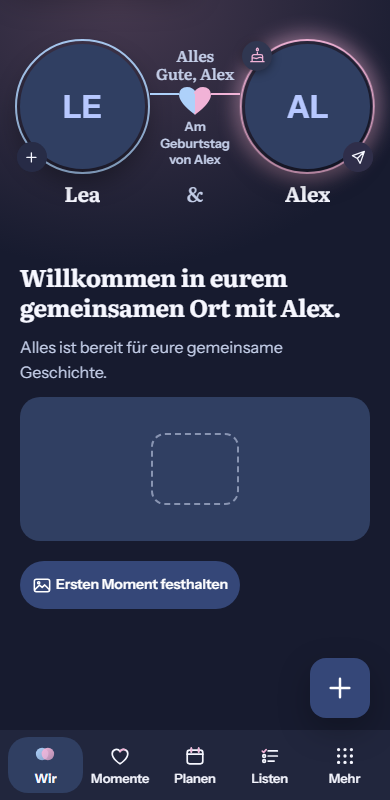 LE
Alles
Gute, Alex
Am
Geburtstag
von Alex
AL
Lea
&
Alex
Willkommen in eurem
gemeinsamen Ort mit Alex.
Alles ist bereit für eure gemeinsame
Geschichte.
Ersten Moment festhalten
Wir
Momente
Planen
Listen
Mehr